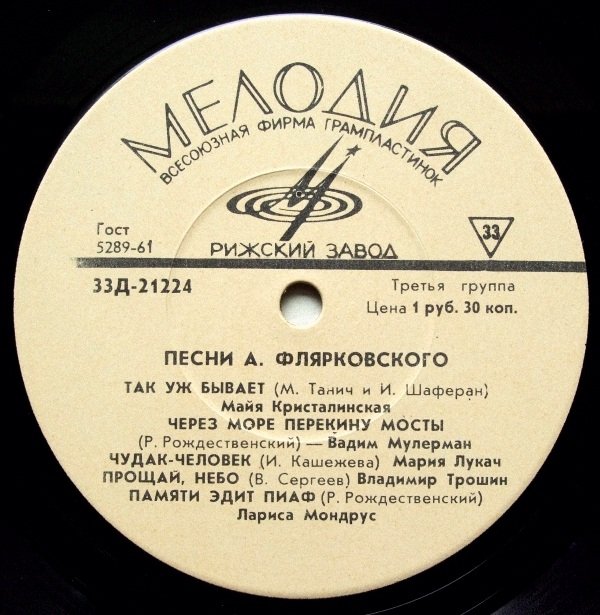 МЕЛОДИЯ
ВСЕСОЮЗНАЯ ФИРМА ГРАМПЛАСТИНОК
Гост
5289-61
РИЖСКИЙ ЗАВОД
33
33Д-21224
Третья группа
Цена 1 руб. 30 коп.
ПЕСНИ А. ФЛЯРКОВСКОГО
ТАК УЖ БЫВАЕТ (М. Танич и И. Шаферан)
Майя Кристалинская
ЧЕРЕЗ МОРЕ ПЕРЕКИНУ МОСТЫ
(Р. Рождественский) — Вадим Мулерман
ЧУДАК-ЧЕЛОВЕК (И. Кашежева) Мария Лукач
ПРОЩАЙ, НЕБО (В. Сергеев) Владимир Трошин
ПАМЯТИ ЭДИТ ПИАФ (Р. Рождественский)
Лариса Мондрус